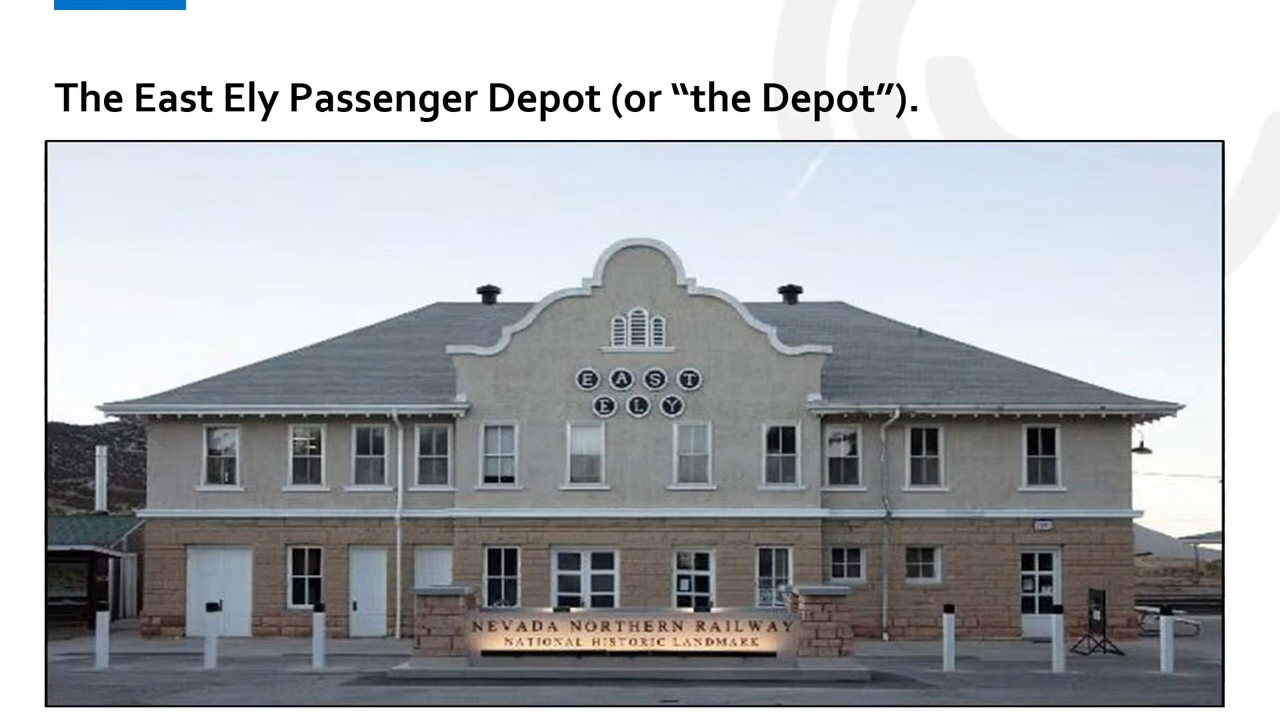 The East Ely Passenger Depot (or “the Depot”).
EAST
ELY
NEVADA NORTHERN RAILWAY
NATIONAL HISTORIC LANDMARK